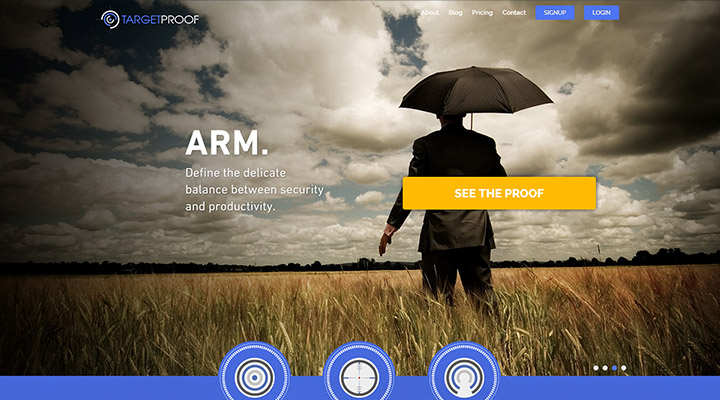 TARGETPROOF
About Blog Pricing Contact SIGNUP LOGIN
ARM.
Define the delicate
balance between security
and productivity.
SEE THE PROOF